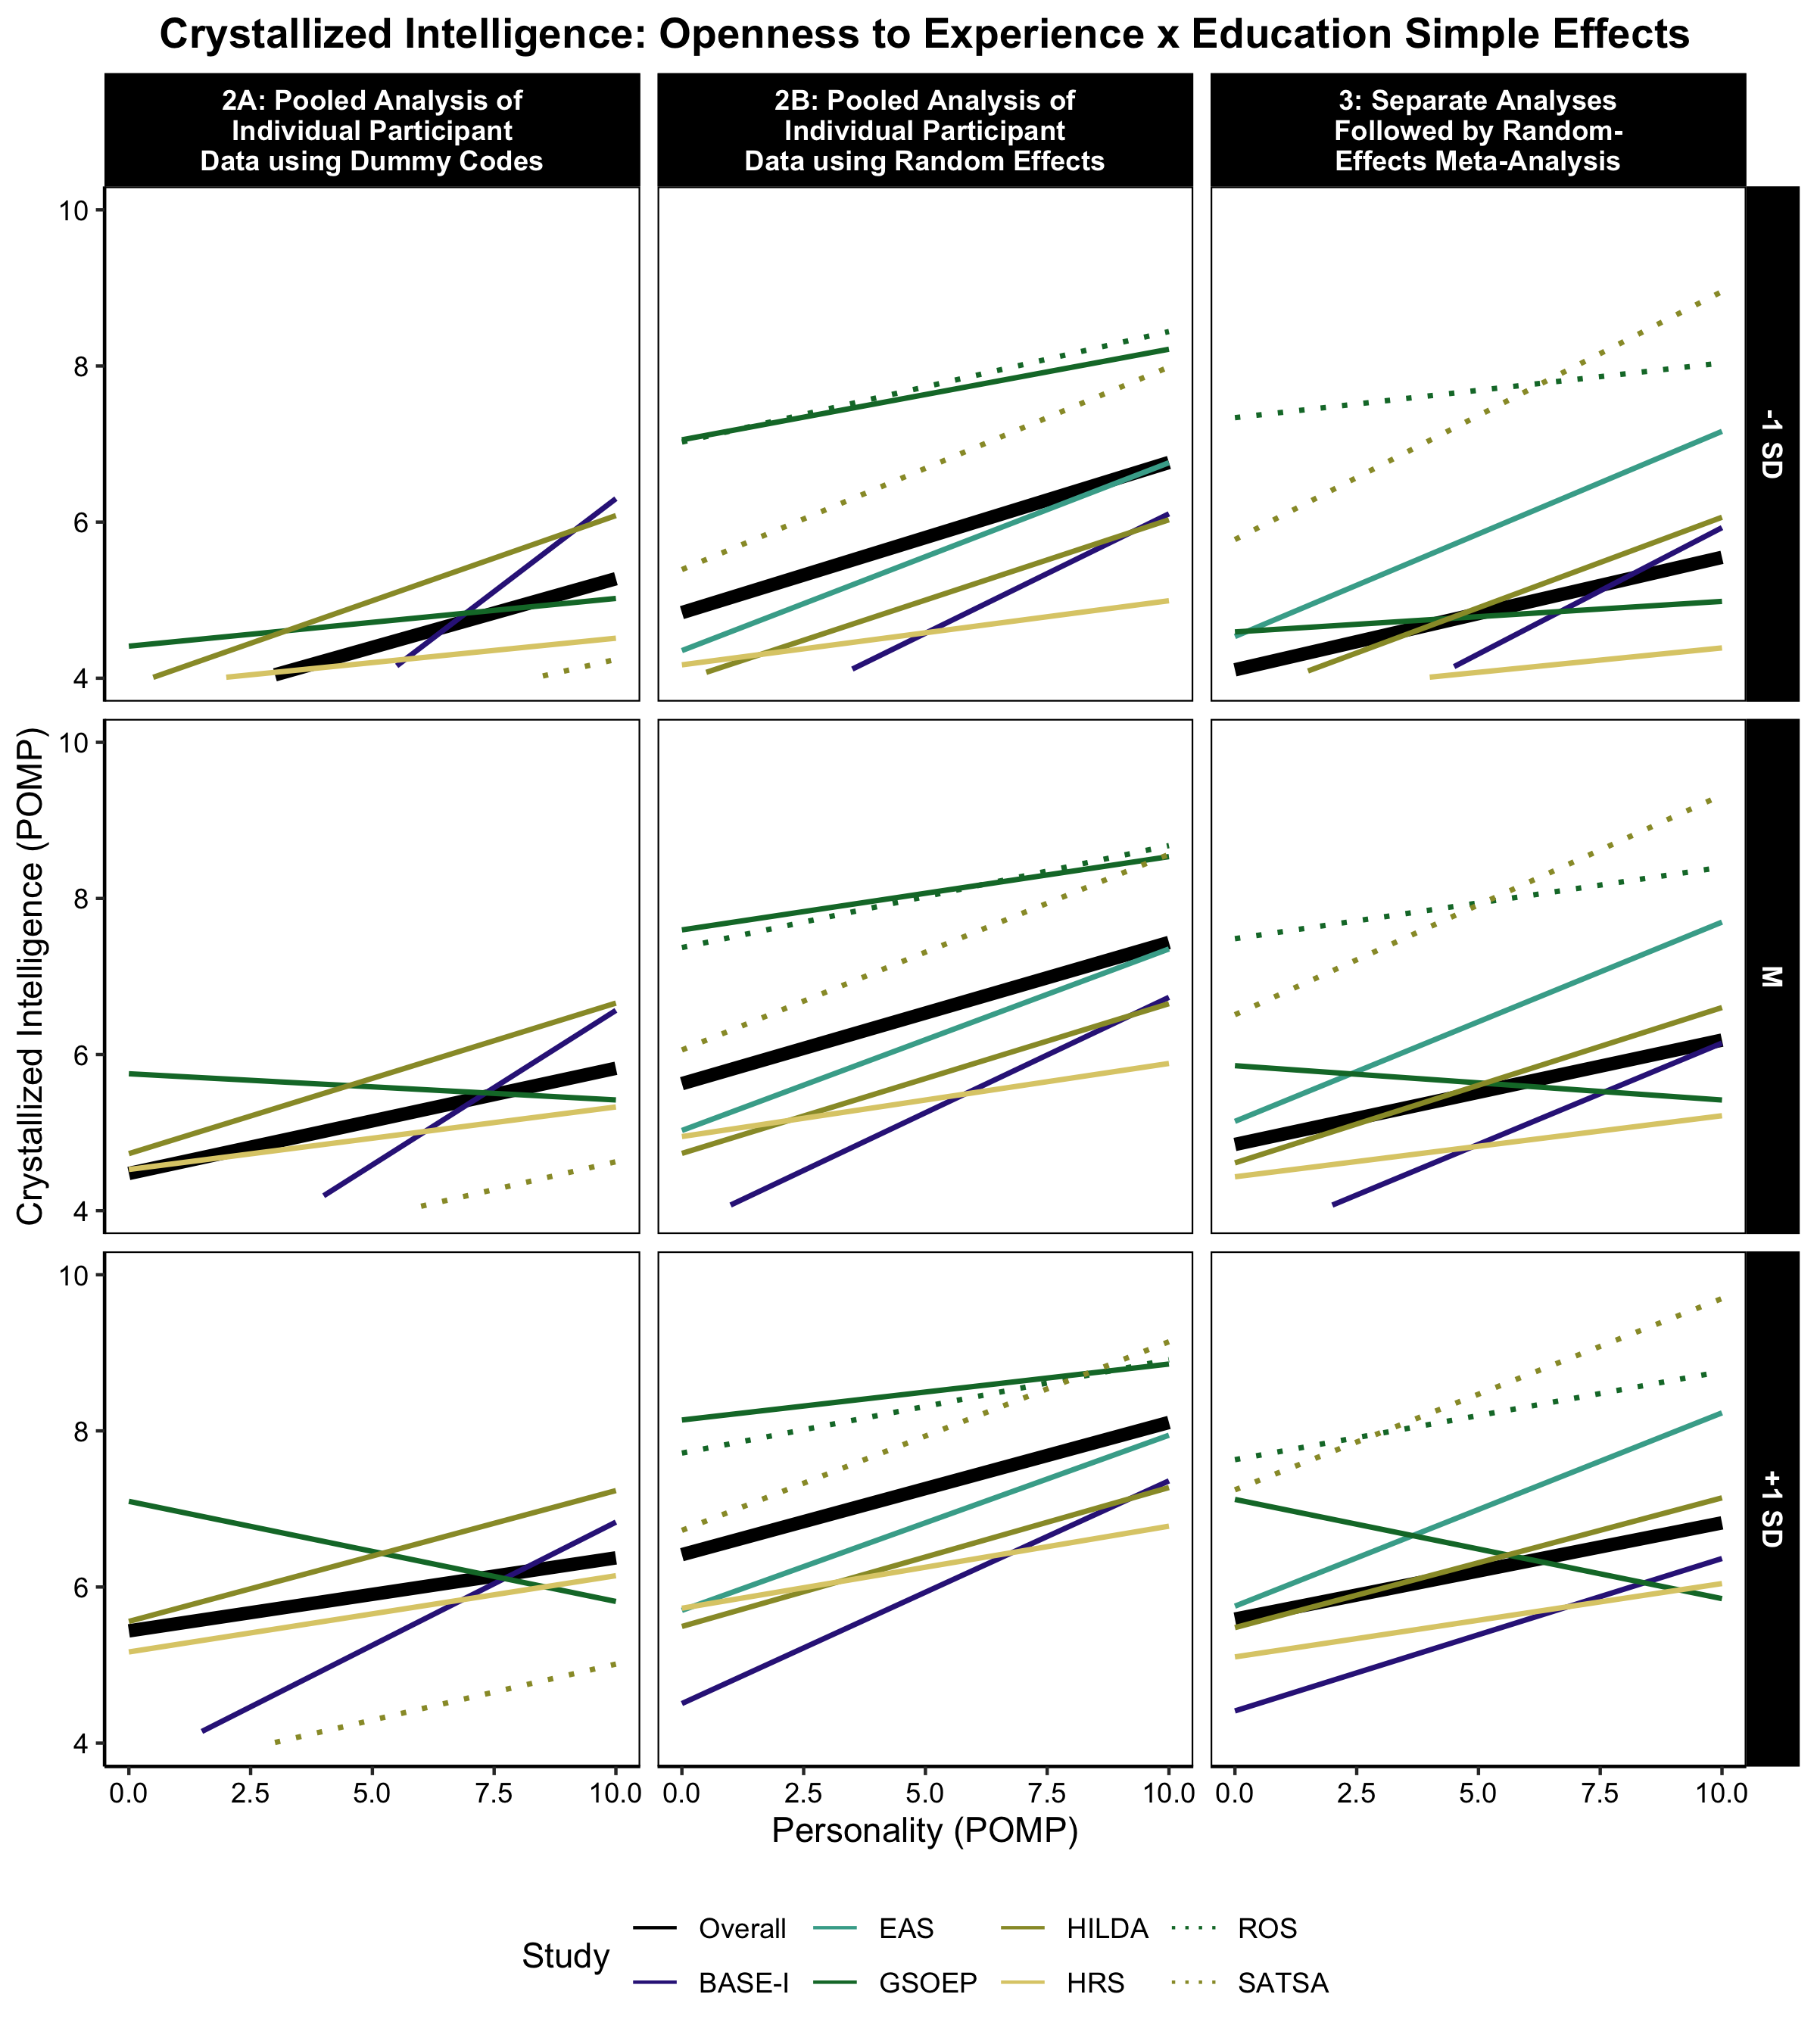 Crystallized Intelligence: Openness to Experience x Education Simple Effects
2A: Pooled Analysis of
Individual Participant
Data using Dummy Codes
2B: Pooled Analysis of
Individual Participant
Data using Random Effects
3: Separate Analyses
Followed by Random-
Effects Meta-Analysis
Crystallized Intelligence (POMP)
10
8
6
4
-1 SD
10
8
6
4
M
10
8
6
4
+1 SD
0.0 2.5 5.0 7.5 10.0
0.0 2.5 5.0 7.5 10.0
0.0 2.5 5.0 7.5 10.0
Personality (POMP)
Study
Overall EAS HILDA ROS
BASE-I GSOEP HRS SATSA